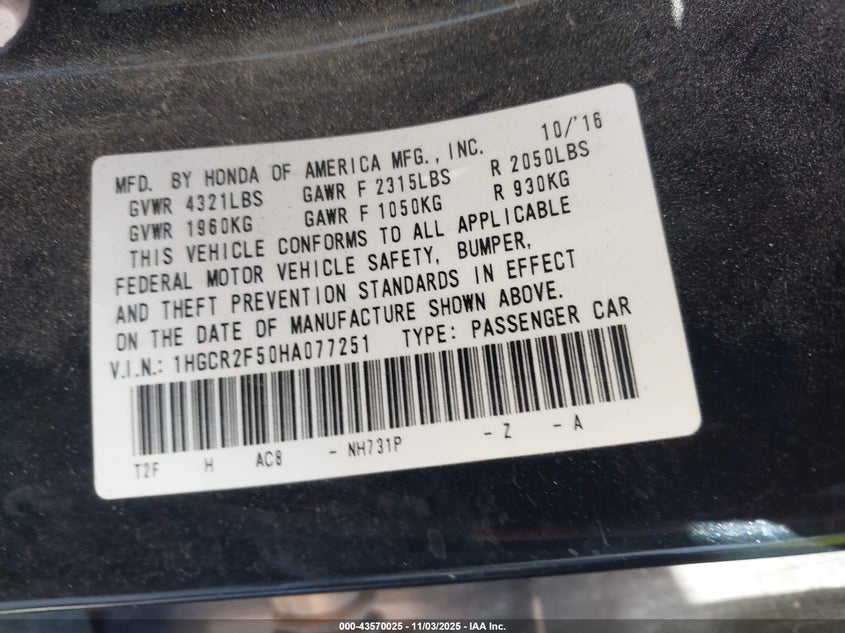 MFD. BY HONDA OF AMERICA MFG., INC. 10/'16
GVWR 4321LBS GAWR F 2315LBS R 2050LBS
GVWR 1960KG GAWR F 1050KG R 930KG
THIS VEHICLE CONFORMS TO ALL APPLICABLE
FEDERAL MOTOR VEHICLE SAFETY, BUMPER,
AND THEFT PREVENTION STANDARDS IN EFFECT
ON THE DATE OF MANUFACTURE SHOWN ABOVE.
V.I.N.: 1HGCR2F50HA077251 TYPE: PASSENGER CAR
T2F H AC8 - NH731P - Z - A
000-43570025 - 11/03/2025 - IAA Inc.